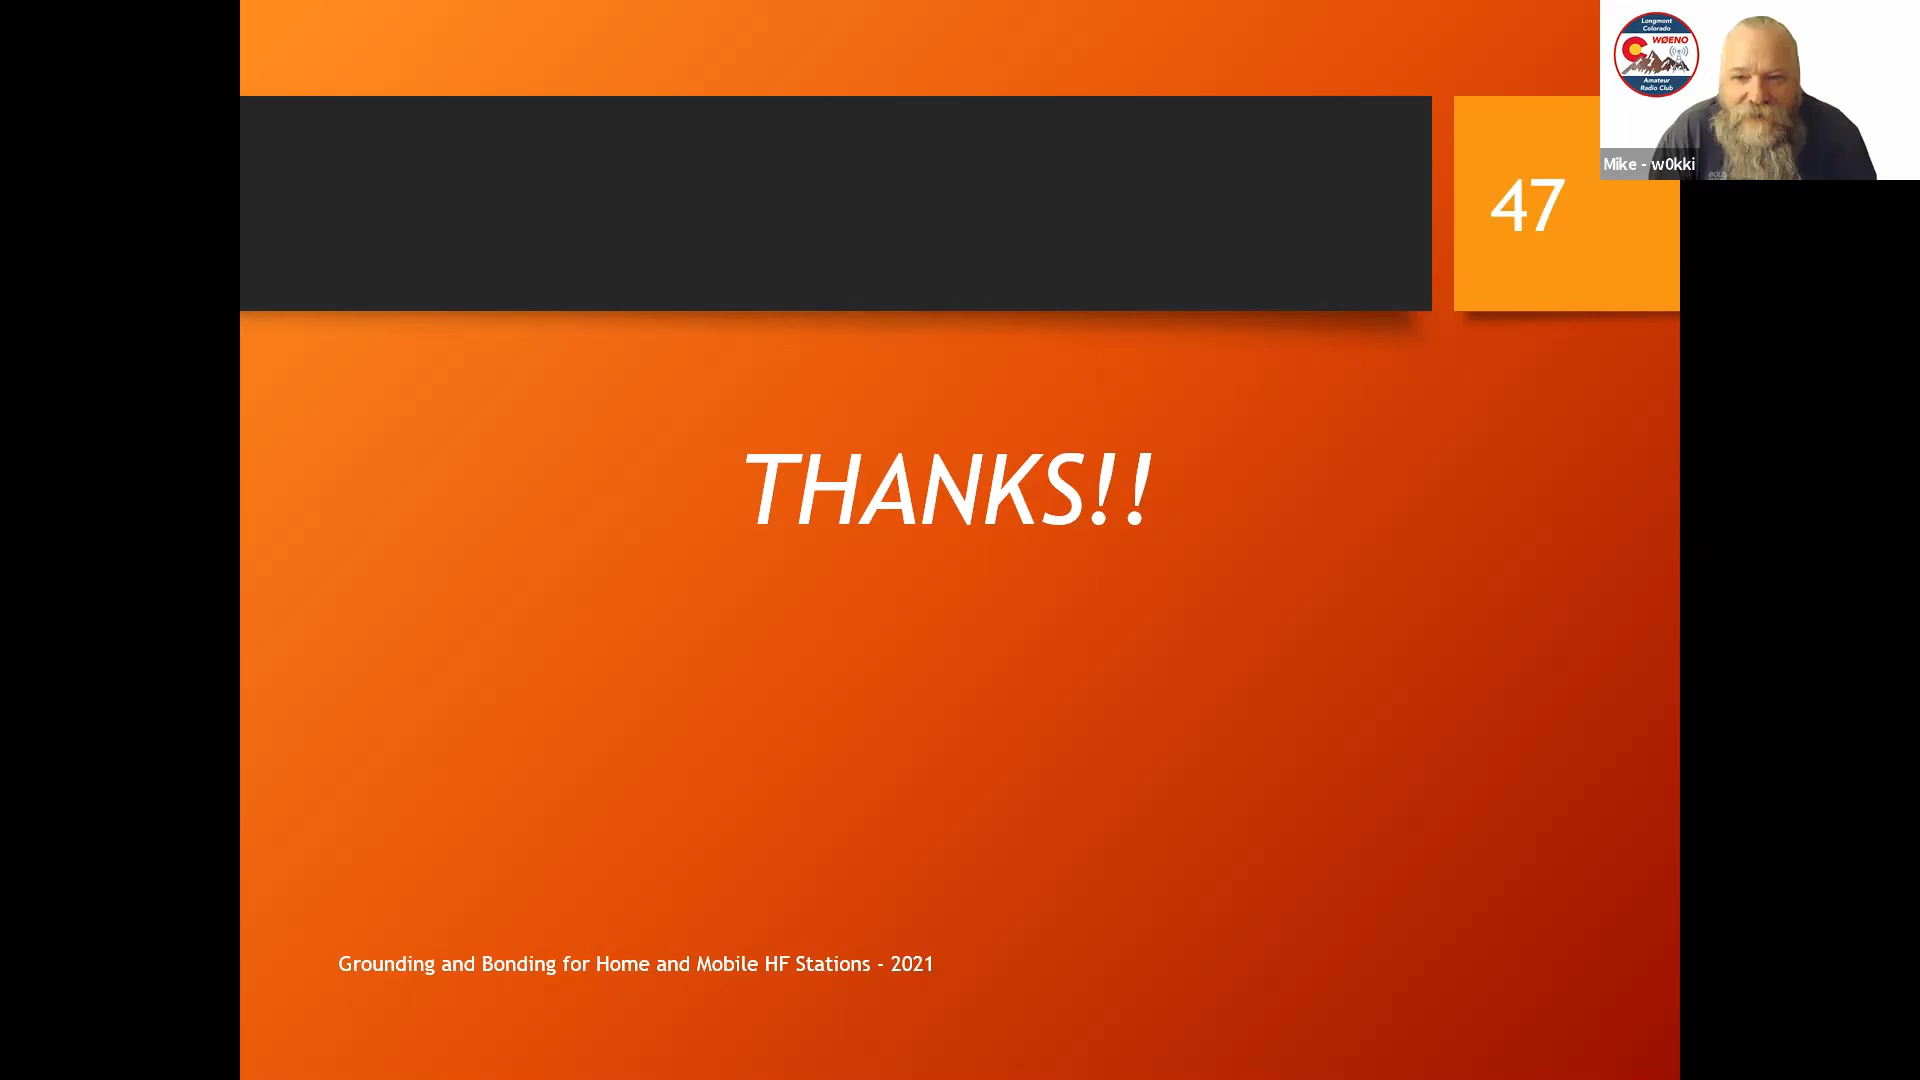 Longmont
Colorado
WØENO
Amateur
Radio Club
Mike - w0kki
47
THANKS!!
Grounding and Bonding for Home and Mobile HF Stations - 2021